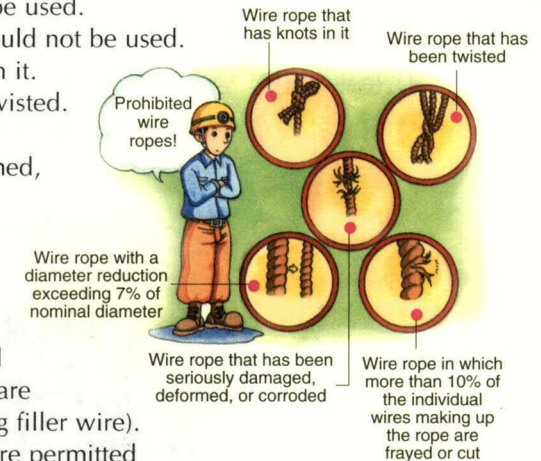 be used.
uld not be used.
n it.
visted.
ned,
are
g filler wire).
re permitted
Prohibited
wire
ropes!
Wire rope that
has knots in it
Wire rope that has
been twisted
Wire rope with a
diameter reduction
exceeding 7% of
nominal diameter
Wire rope that has been
seriously damaged,
deformed, or corroded
Wire rope in which
more than 10% of
the individual
wires making up
the rope are
frayed or cut